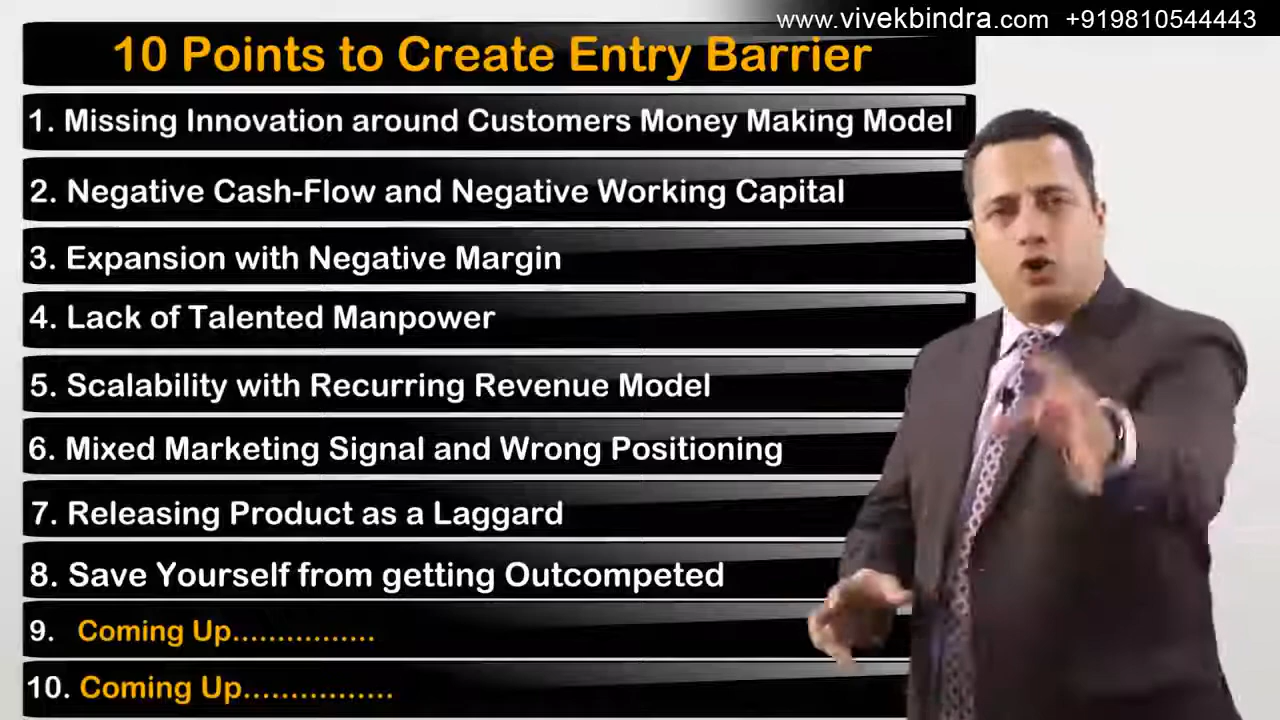 www.vivekbindra.com +919810544443
10 Points to Create Entry Barrier
1. Missing Innovation around Customers Money Making Model
2. Negative Cash-Flow and Negative Working Capital
3. Expansion with Negative Margin
4. Lack of Talented Manpower
5. Scalability with Recurring Revenue Model
6. Mixed Marketing Signal and Wrong Positioning
7. Releasing Product as a Laggard
8. Save Yourself from getting Outcompeted
9. Coming Up................
10. Coming Up.................